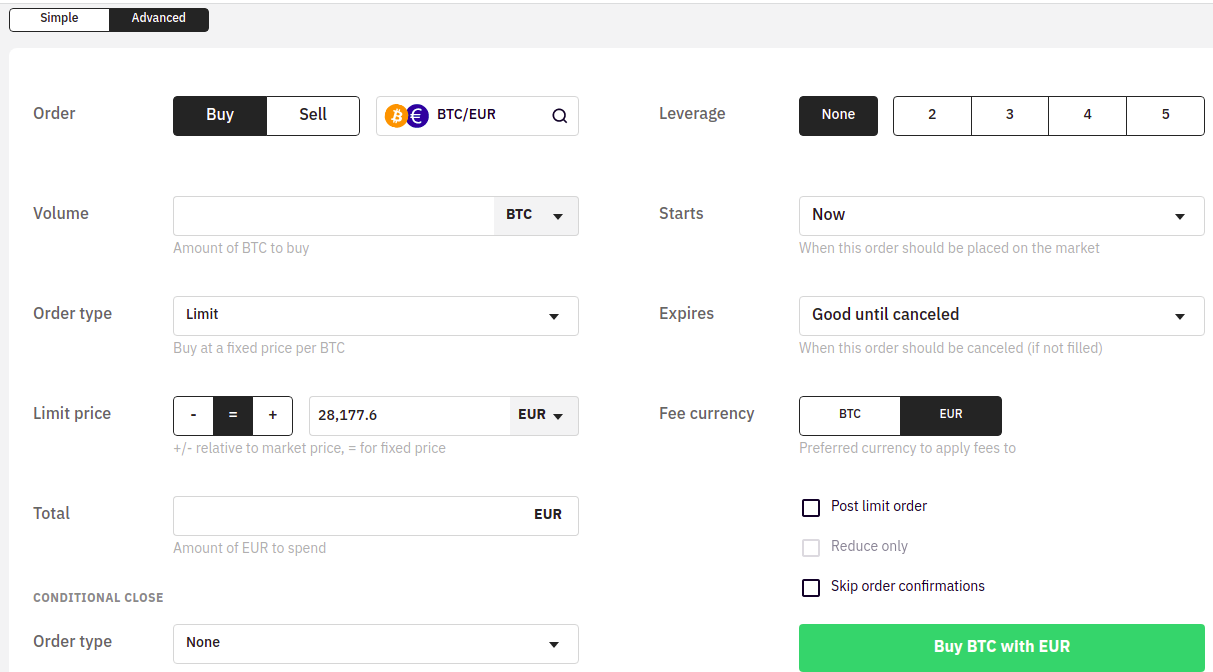 Simple Advanced
Order Buy Sell BTC/EUR Leverage None 2 3 4 5
Volume BTC Starts Now
Amount of BTC to buy When this order should be placed on the market
Order type Limit Expires Good until canceled
Buy at a fixed price per BTC When this order should be canceled (if not filled)
Limit price - = + 28,177.6 EUR Fee currency BTC EUR
+/- relative to market price, = for fixed price Preferred currency to apply fees to
Total EUR Post limit order
Amount of EUR to spend Reduce only
CONDITIONAL CLOSE Skip order confirmations
Order type None Buy BTC with EUR